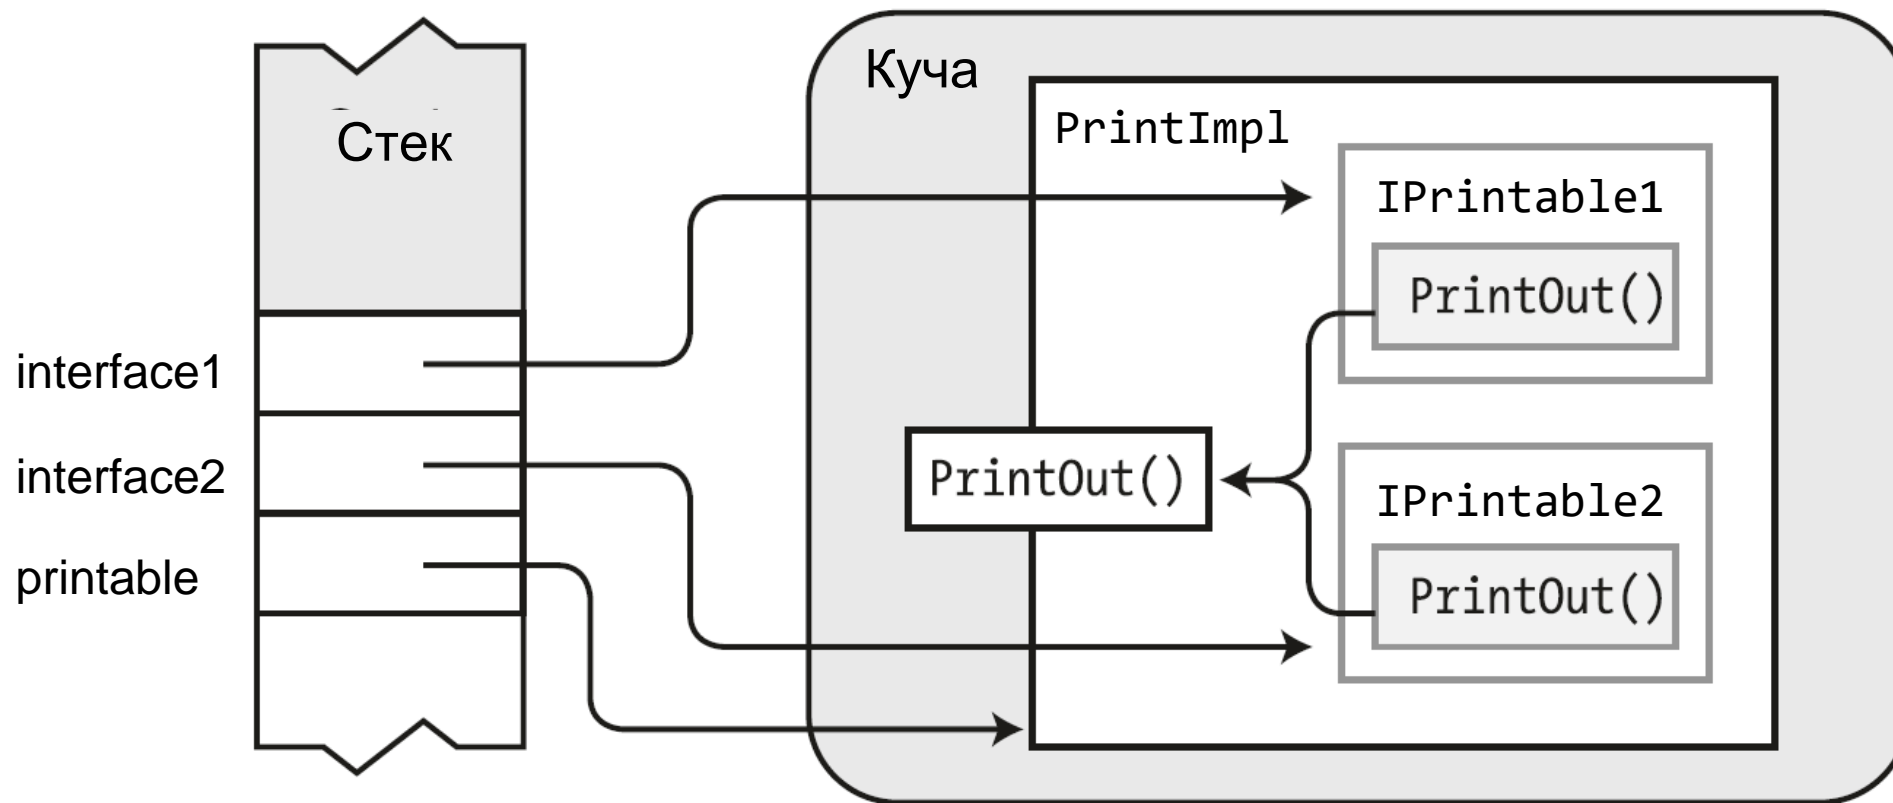 Стек
interface1
interface2
printable
Куча
PrintImpl
IPrintable1
PrintOut()
PrintOut()
IPrintable2
PrintOut()